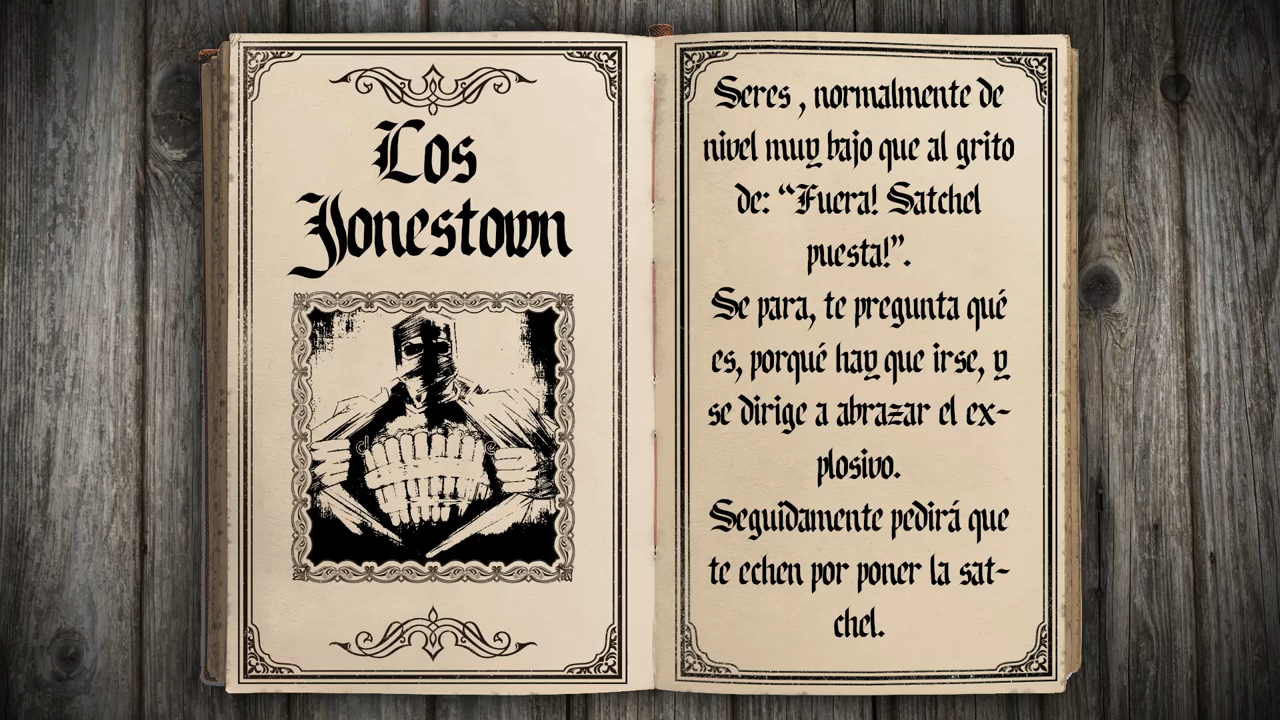 Los
Jonestown
Seres , normalmente de
nivel muy bajo que al grito
de: “Fuera! Satchel
puesta!”.
Se para, te pregunta qué
es, porqué hay que irse, y
se dirige a abrazar el ex-
plosivo.
Seguidamente pedirá que
te echen por poner la sat-
chel.